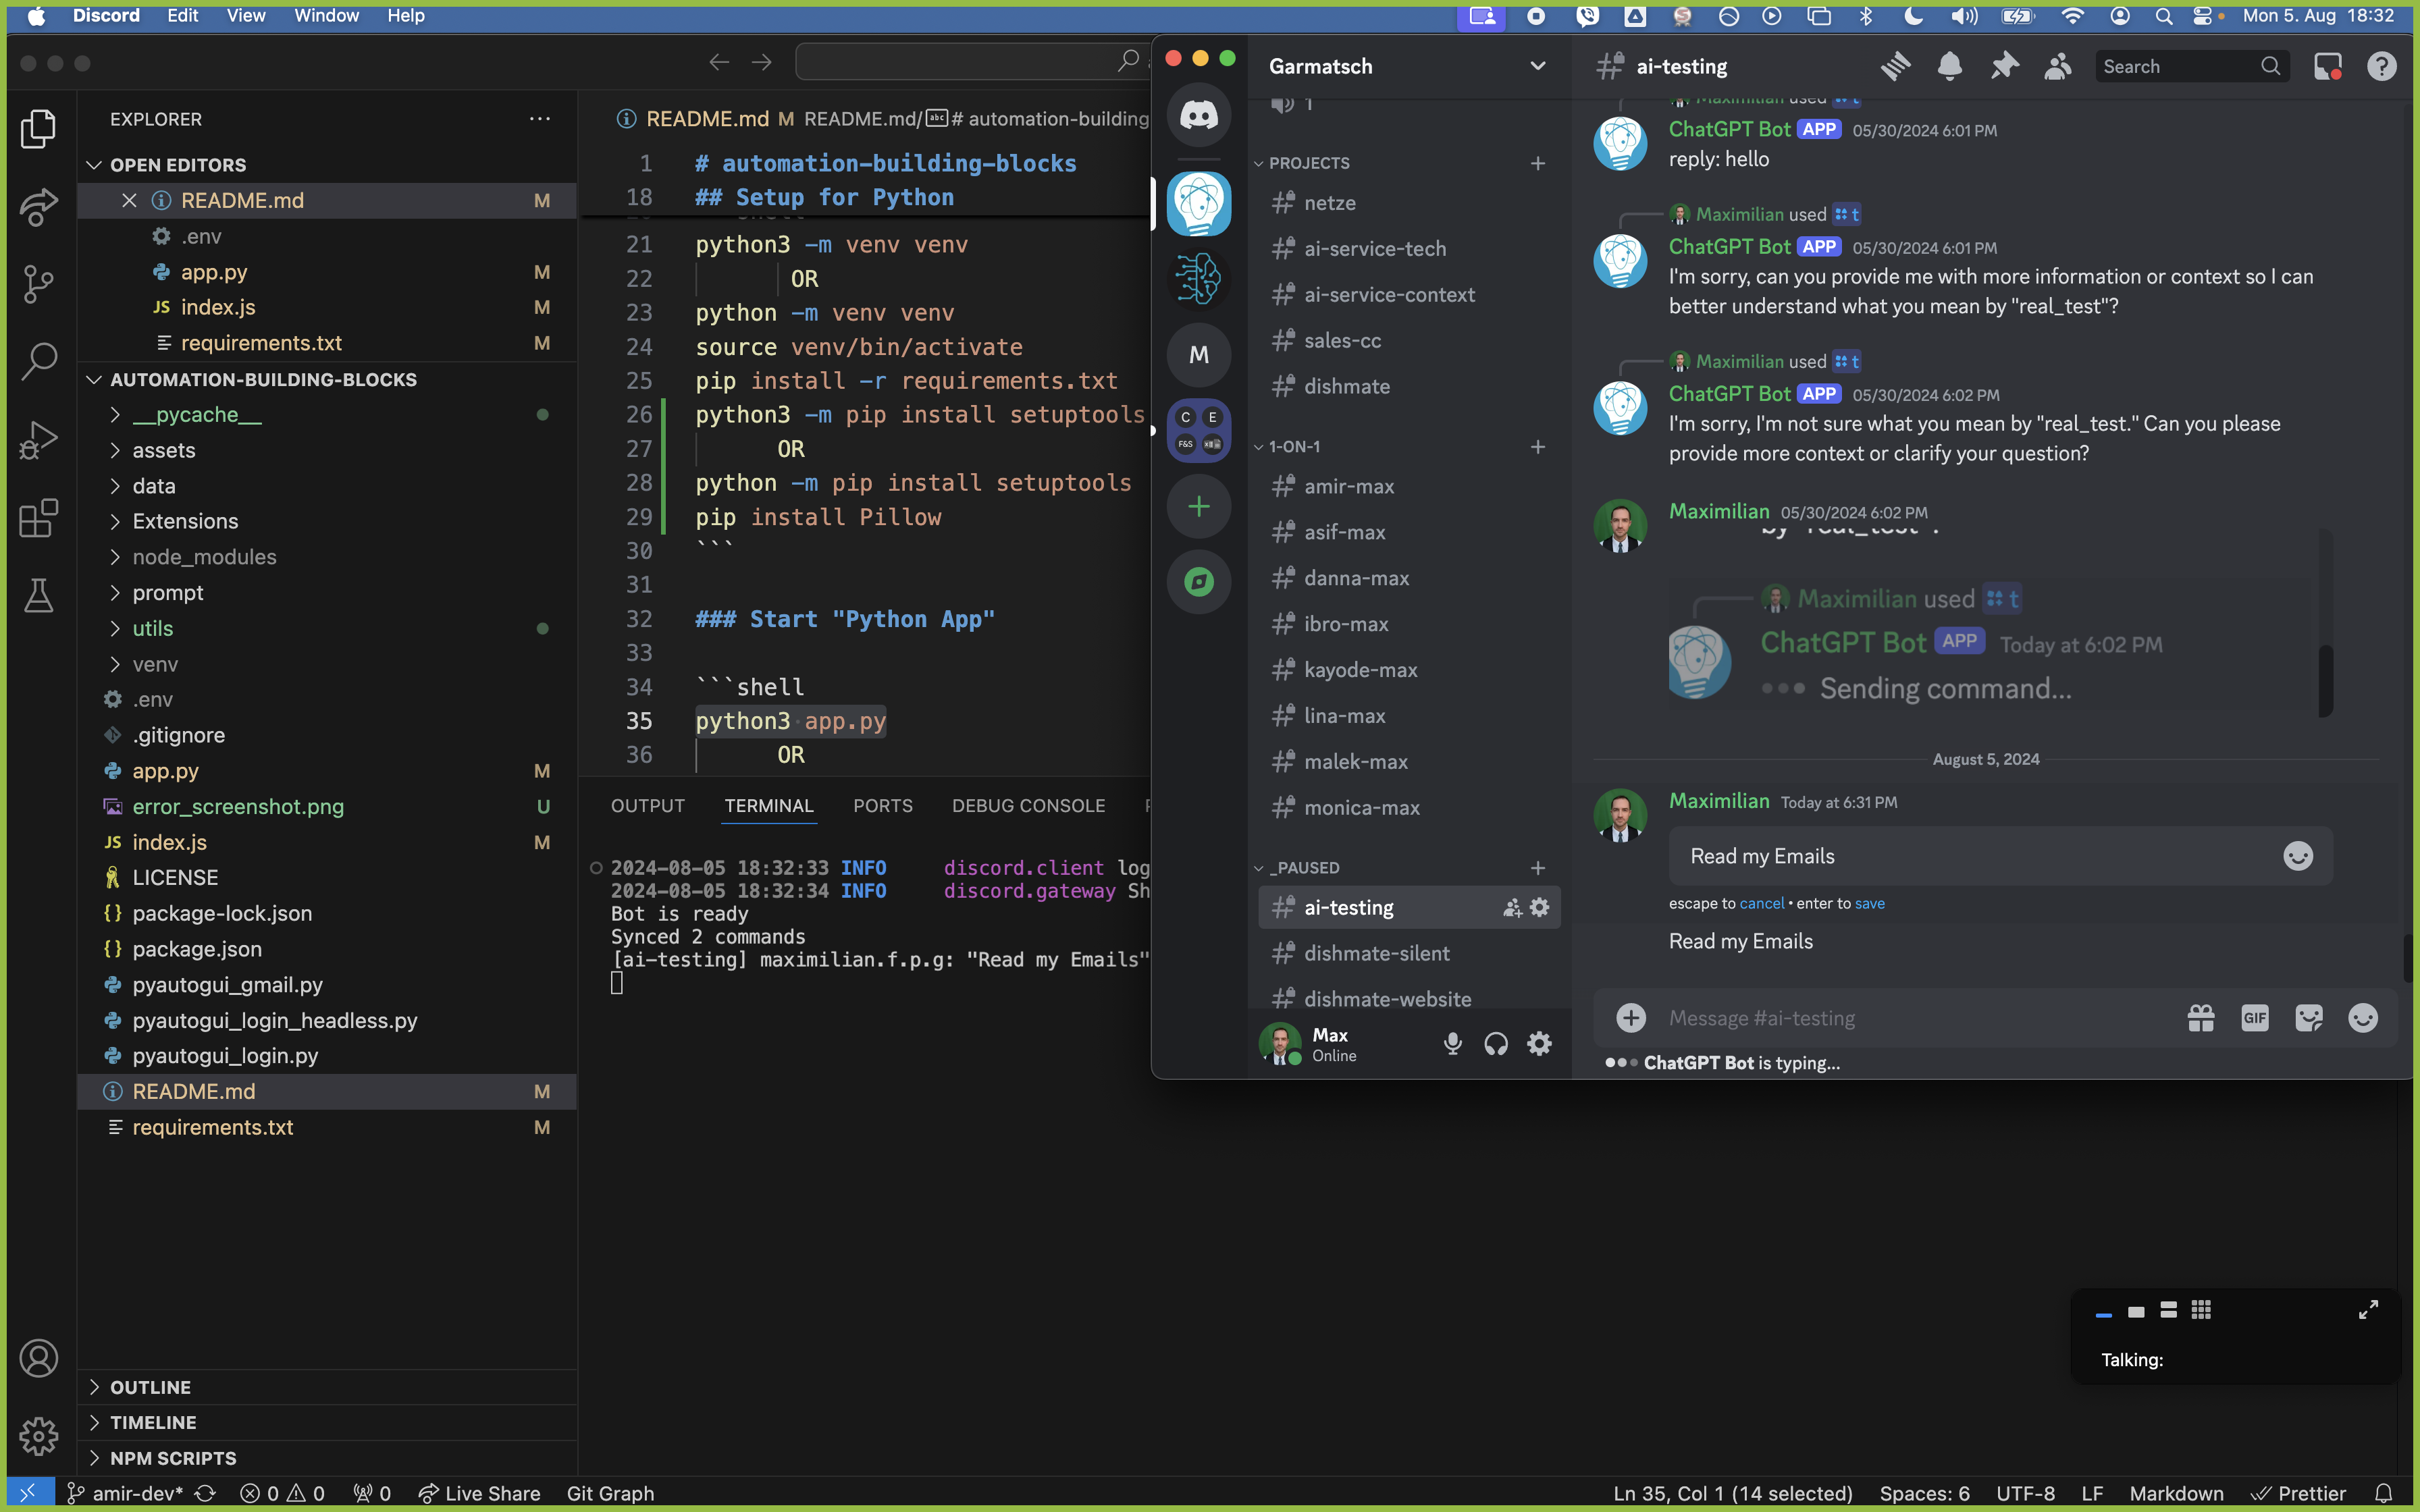 Discord Edit View Window Help
Mon 5. Aug 18:32
EXPLORER
OPEN EDITORS
README.md M
.env
app.py M
JS index.js M
requirements.txt M
AUTOMATION-BUILDING-BLOCKS
__pycache__
assets
data
Extensions
node_modules
prompt
utils
venv
.env
.gitignore
app.py M
error_screenshot.png U
JS index.js M
LICENSE
{} package-lock.json
{} package.json
pyautogui_gmail.py
pyautogui_login_headless.py
pyautogui_login.py
README.md M
requirements.txt M
OUTLINE
TIMELINE
NPM SCRIPTS
README.md M README.md/ abc # automation-building
1 # automation-building-blocks
18 ## Setup for Python
21 python3 -m venv venv
22 OR
23 python -m venv venv
24 source venv/bin/activate
25 pip install -r requirements.txt
26 python3 -m pip install setuptools
27 OR
28 python -m pip install setuptools
29 pip install Pillow
30 ```
31
32 ### Start "Python App"
33
34 ```shell
35 python3 app.py
36 OR
OUTPUT TERMINAL PORTS DEBUG CONSOLE
2024-08-05 18:32:33 INFO discord.client log
2024-08-05 18:32:34 INFO discord.gateway Sh
Bot is ready
Synced 2 commands
[ai-testing] maximilian.f.p.g: "Read my Emails"
M
C E
F&S
Garmatsch
1
PROJECTS
netze
ai-service-tech
ai-service-context
sales-cc
dishmate
1-ON-1
amir-max
asif-max
danna-max
ibro-max
kayode-max
lina-max
malek-max
monica-max
_PAUSED
ai-testing
dishmate-silent
dishmate-website
Max
Online
ai-testing
Search
Maximilian used t
ChatGPT Bot APP 05/30/2024 6:01 PM
reply: hello
Maximilian used t
ChatGPT Bot APP 05/30/2024 6:01 PM
I'm sorry, can you provide me with more information or context so I can
better understand what you mean by "real_test"?
Maximilian used t
ChatGPT Bot APP 05/30/2024 6:02 PM
I'm sorry, I'm not sure what you mean by "real_test." Can you please
provide more context or clarify your question?
Maximilian 05/30/2024 6:02 PM
by "real_test".
Maximilian used t
ChatGPT Bot APP Today at 6:02 PM
Sending command...
August 5, 2024
Maximilian Today at 6:31 PM
Read my Emails
escape to cancel • enter to save
Read my Emails
Message #ai-testing
GIF
ChatGPT Bot is typing...
Talking:
amir-dev* 0 0 0 Live Share Git Graph
Ln 35, Col 1 (14 selected) Spaces: 6 UTF-8 LF Markdown Prettier